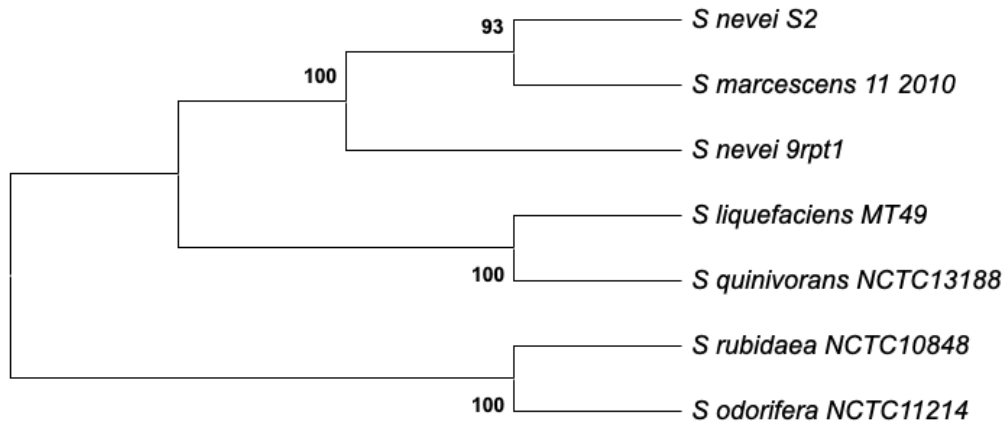 93
S nevei S2
100
S marcescens 11 2010
S nevei 9rpt1
S liquefaciens MT49
100
S quinivorans NCTC13188
S rubidaea NCTC10848
100
S odorifera NCTC11214